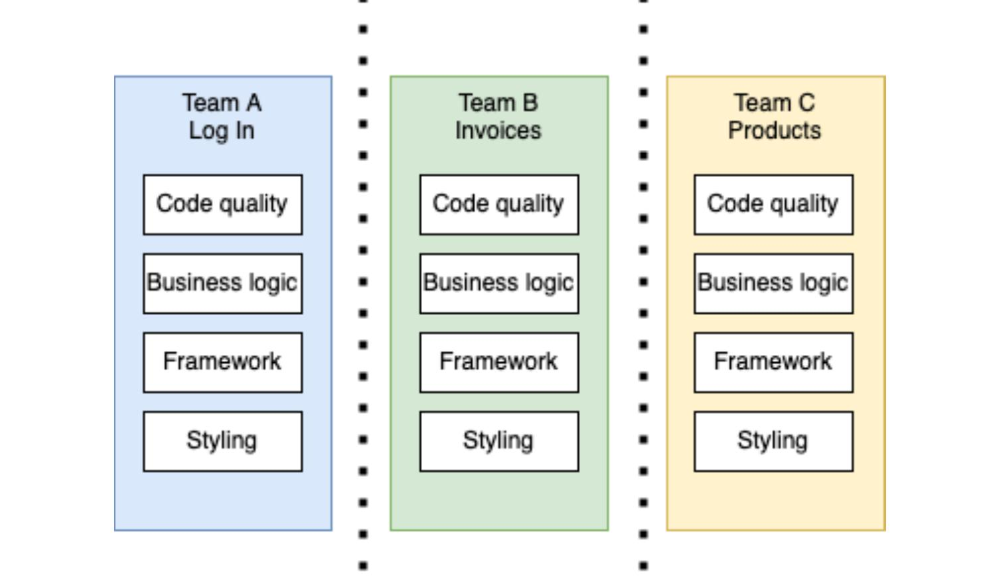 Team A
Log In
Code quality
Business logic
Framework
Styling
Team B
Invoices
Code quality
Business logic
Framework
Styling
Team C
Products
Code quality
Business logic
Framework
Styling